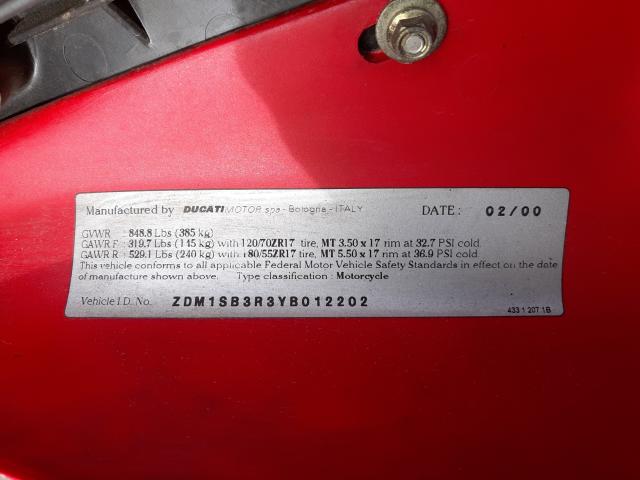 Manufactured by DUCATI MOTOR spa - Bologna - ITALY DATE: 02/00
GVWR : 848.8 Lbs (385 kg)
GAWR F : 319.7 Lbs (145 kg) with 120/70ZR17 tire, MT 3.50 x 17 rim at 32.7 PSI cold.
GAWR R : 529.1 Lbs (240 kg) with 180/55ZR17 tire, MT 5.50 x 17 rim at 36.9 PSI cold.
This vehicle conforms to all applicable Federal Motor Vehicle Safety Standards in effect on the date
of manufacture shown above. Type classification : Motorcycle
Vehicle I D. No. ZDM1SB3R3YB012202
433 1 207 1B